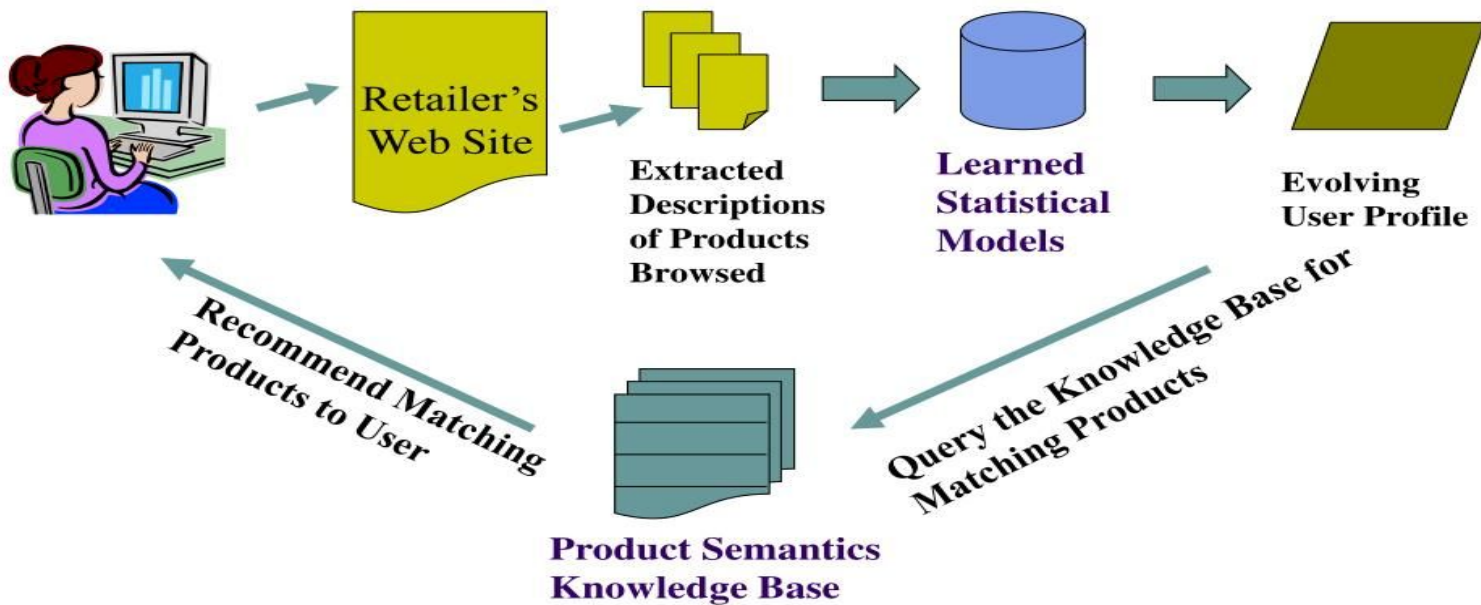 Retailer's
Web Site
Extracted
Descriptions
of Products
Browsed
Learned
Statistical
Models
Evolving
User Profile
Query the Knowledge Base for
Matching Products
Recommend Matching
Products to User
Product Semantics
Knowledge Base